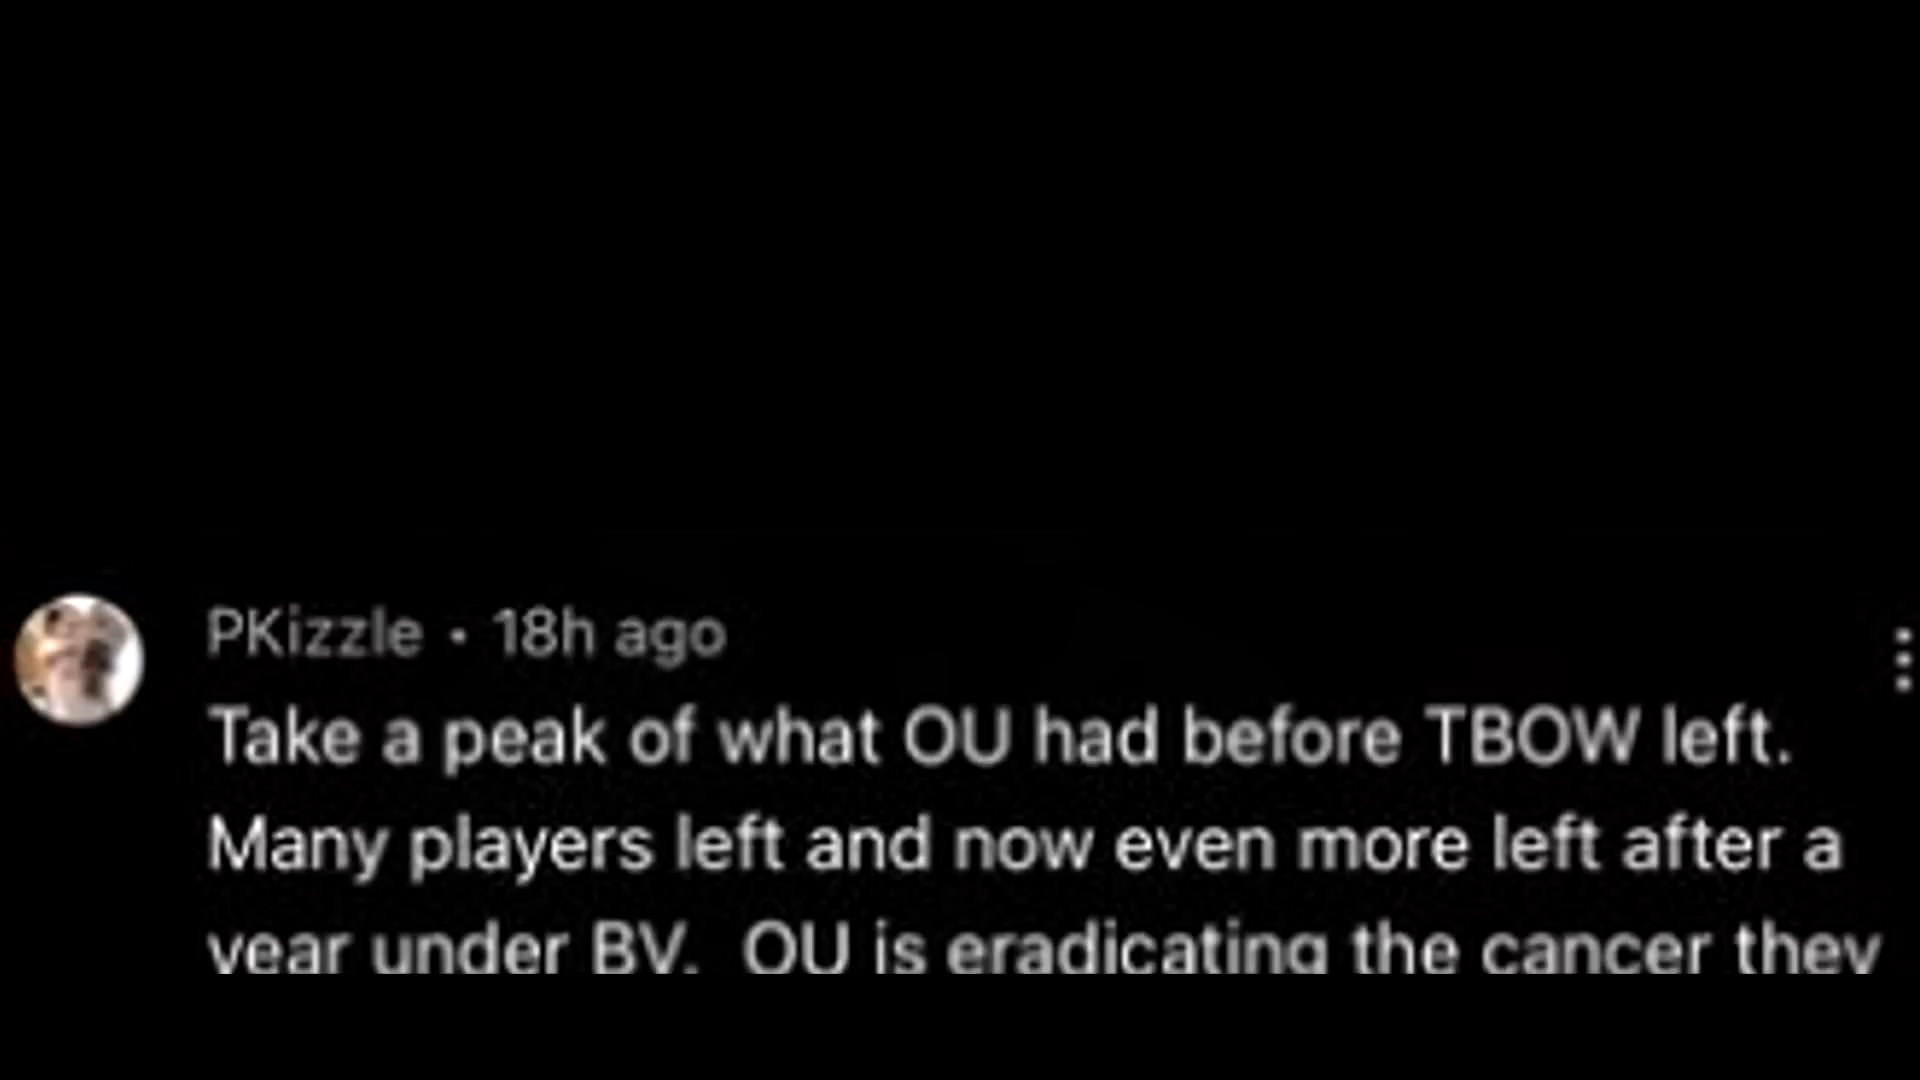 PKizzle • 18h ago
Take a peak of what OU had before TBOW left.
Many players left and now even more left after a
year under BV. OU is eradicating the cancer they